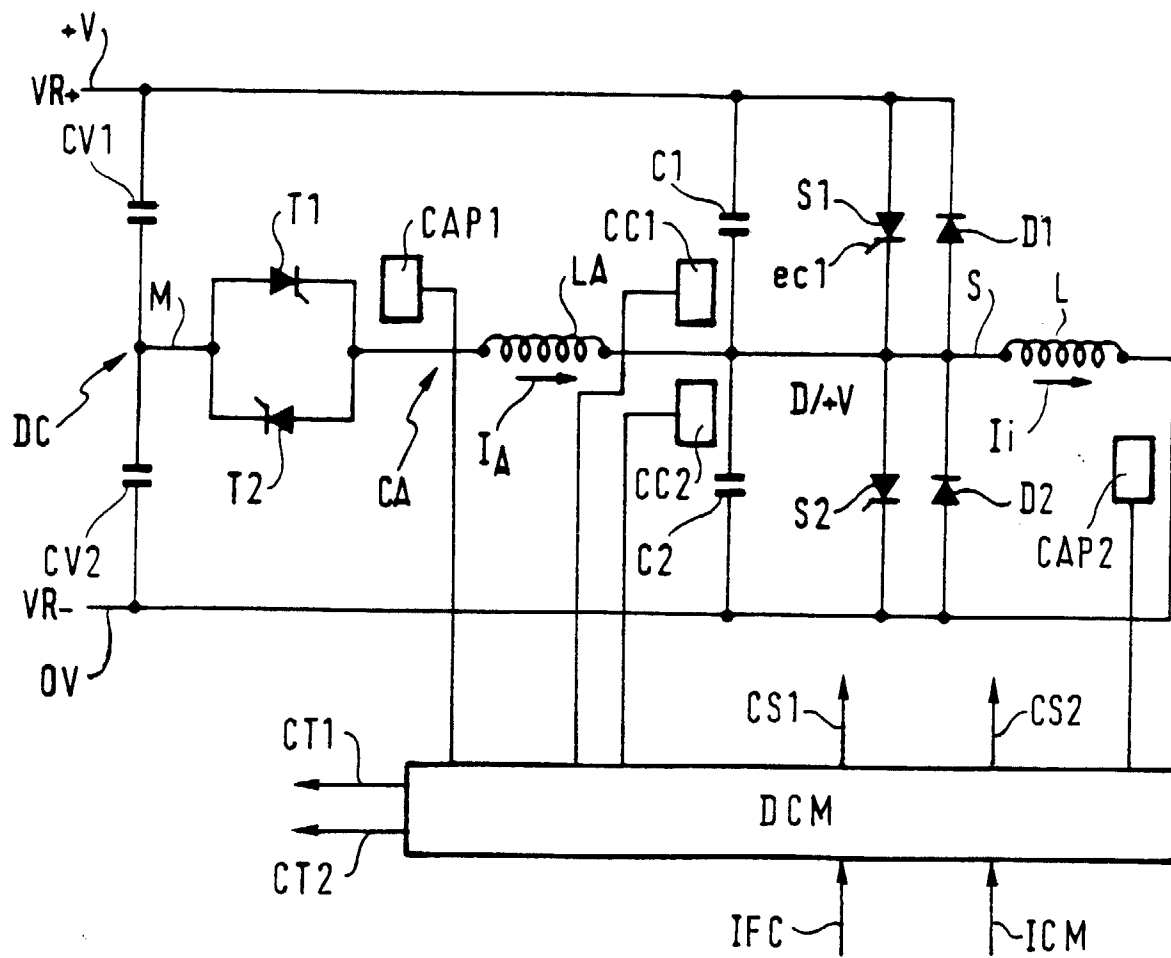 +V
VR+
CV1
T1
CAP1
C1
S1
CC1
LA
ec1
D1
M
S
L
D/+V
DC
IA
Ii
CA
T2
CC2
S2
D2
CV2
C2
CAP2
VR-
0V
CS1
CS2
CT1
DCM
CT2
IFC
ICM